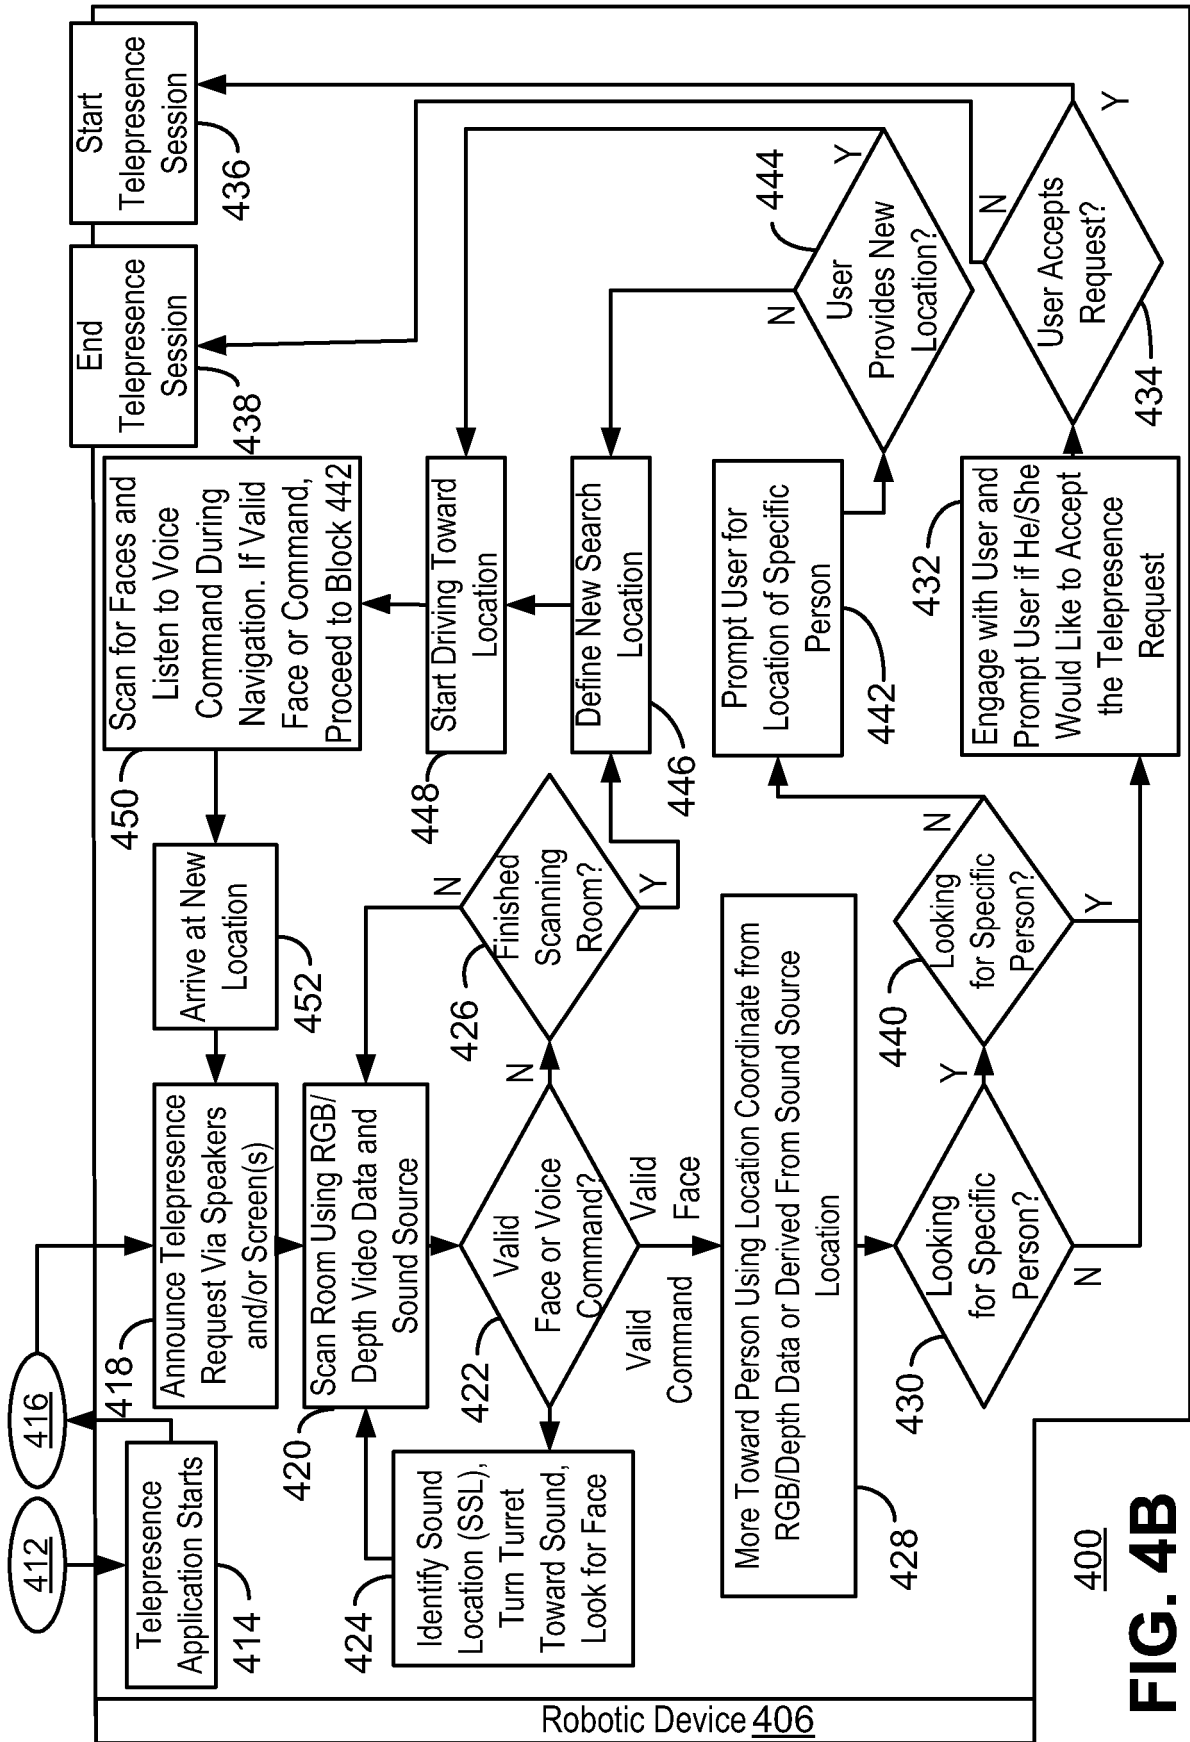 412
416
Telepresence
Application Starts
414
418
Announce Telepresence
Request Via Speakers
and/or Screen(s)
Arrive at New
Location
452
450
Scan for Faces and
Listen to Voice
Command During
Navigation. If Valid
Face or Command,
Proceed to Block 442
End
Telepresence
Session
438
Start
Telepresence
Session
436
420
Scan Room Using RGB/
Depth Video Data and
Sound Source
424
Identify Sound
Location (SSL),
Turn Turret
Toward Sound,
Look for Face
422
Valid
Face or Voice
Command?
N
426
Finished
Scanning
Room?
N
Y
448
Start Driving Toward
Location
446
Define New Search
Location
444
User
Provides New
Location?
N
Y
Valid
Command
Valid
Face
More Toward Person Using Location Coordinate from
RGB/Depth Data or Derived From Sound Source
Location
428
430
Looking
for Specific
Person?
Y
N
440
Looking
for Specific
Person?
N
Y
Prompt User for
Location of Specific
Person
442
432
Engage with User and
Prompt User if He/She
Would Like to Accept
the Telepresence
Request
User Accepts
Request?
434
N
Y
Robotic Device 406
400
FIG. 4B